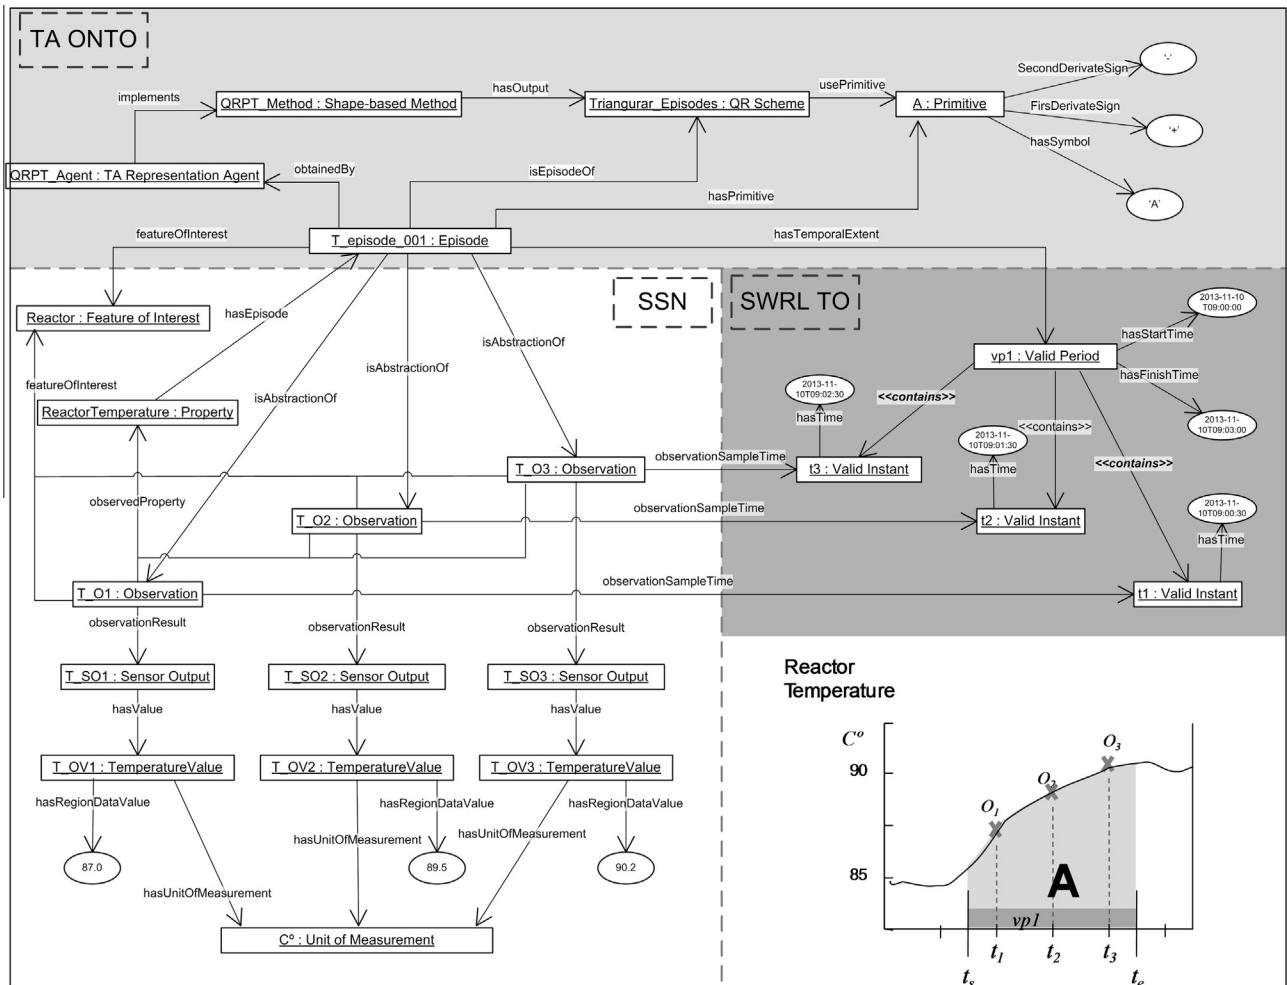 TA ONTO
SecondDerivateSign
'-'
implements
hasOutput
usePrimitive
QRPT_Method : Shape-based Method
Triangurar_Episodes : QR Scheme
A : Primitive
FirsDerivateSign
'+'
hasSymbol
QRPT_Agent : TA Representation Agent
obtainedBy
isEpisodeOf
hasPrimitive
'A'
featureOfInterest
T_episode_001 : Episode
hasTemporalExtent
SSN
SWRL TO
2013-11-10
T09:00:00
Reactor : Feature of Interest
hasEpisode
hasStartTime
isAbstractionOf
vp1 : Valid Period
isAbstractionOf
hasFinishTime
featureOfInterest
isAbstractionOf
2013-11-
10T09:02:30
<<contains>>
ReactorTemperature : Property
hasTime
<<contains>>
2013-11-
10T09:03:00
2013-11-
10T09:01:30
observationSampleTime
T_O3 : Observation
t3 : Valid Instant
hasTime
<<contains>>
observedProperty
observationSampleTime
2013-11-
10T09:00:30
T_O2 : Observation
t2 : Valid Instant
hasTime
observationSampleTime
T_O1 : Observation
t1 : Valid Instant
observationResult
observationResult
observationResult
T_SO1 : Sensor Output
T_SO2 : Sensor Output
T_SO3 : Sensor Output
hasValue
hasValue
hasValue
T_OV1 : TemperatureValue
T_OV2 : TemperatureValue
T_OV3 : TemperatureValue
hasRegionDataValue
hasRegionDataValue
hasRegionDataValue
hasUnitOfMeasurement
hasUnitOfMeasurement
87.0
89.5
90.2
hasUnitOfMeasurement
Cº : Unit of Measurement
Reactor
Temperature
Cº
90
85
O1
O2
O3
A
vp1
ts
t1
t2
t3
te